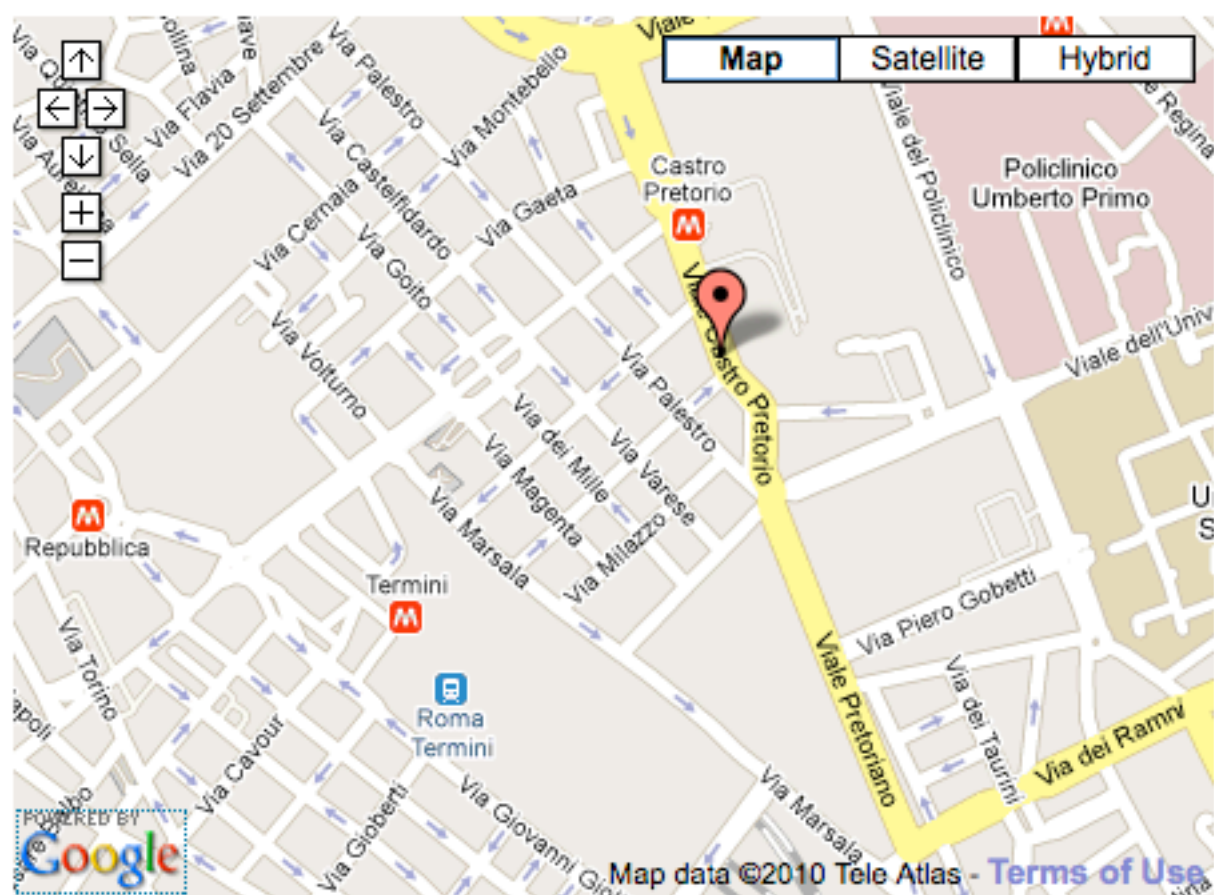 Viale
Map
Satellite
Hybrid
Via Flavia
Via 20 Settembre
Via Palestro
Via Montebello
Via Castelfidardo
Via Cernaia
Via Gaeta
Via Goito
Castro
Pretorio
Viale del Policlinico
Policlinico
Umberto Primo
Viale Castro Pretorio
Via Volturno
Via Palestro
Viale dell'Univ
Via dei Mille
Via Varese
Via Magenta
Via Milazzo
Via Marsala
Repubblica
Termini
Via Piero Gobetti
Via Torino
Roma
Termini
Viale Pretoriano
Via dei Taurini
Via dei Ramni
Via Cavour
Via Gioberti
Via Giovanni Gio
Via Marsala
POWERED BY
Google
Map data ©2010 Tele Atlas - Terms of Use